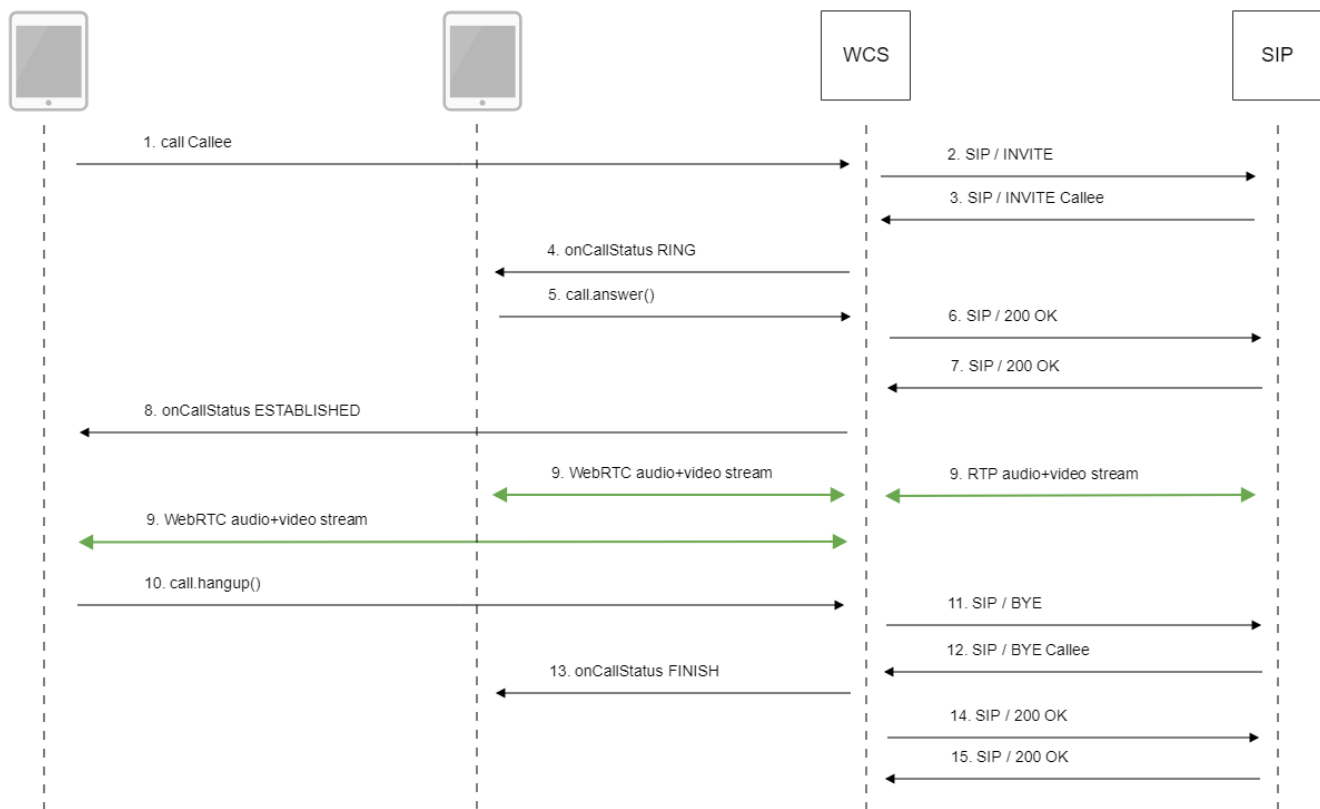 WCS
SIP
1. call Callee
2. SIP / INVITE
3. SIP / INVITE Callee
4. onCallStatus RING
5. call.answer()
6. SIP / 200 OK
7. SIP / 200 OK
8. onCallStatus ESTABLISHED
9. WebRTC audio+video stream
9. RTP audio+video stream
9. WebRTC audio+video stream
10. call.hangup()
11. SIP / BYE
12. SIP / BYE Callee
13. onCallStatus FINISH
14. SIP / 200 OK
15. SIP / 200 OK